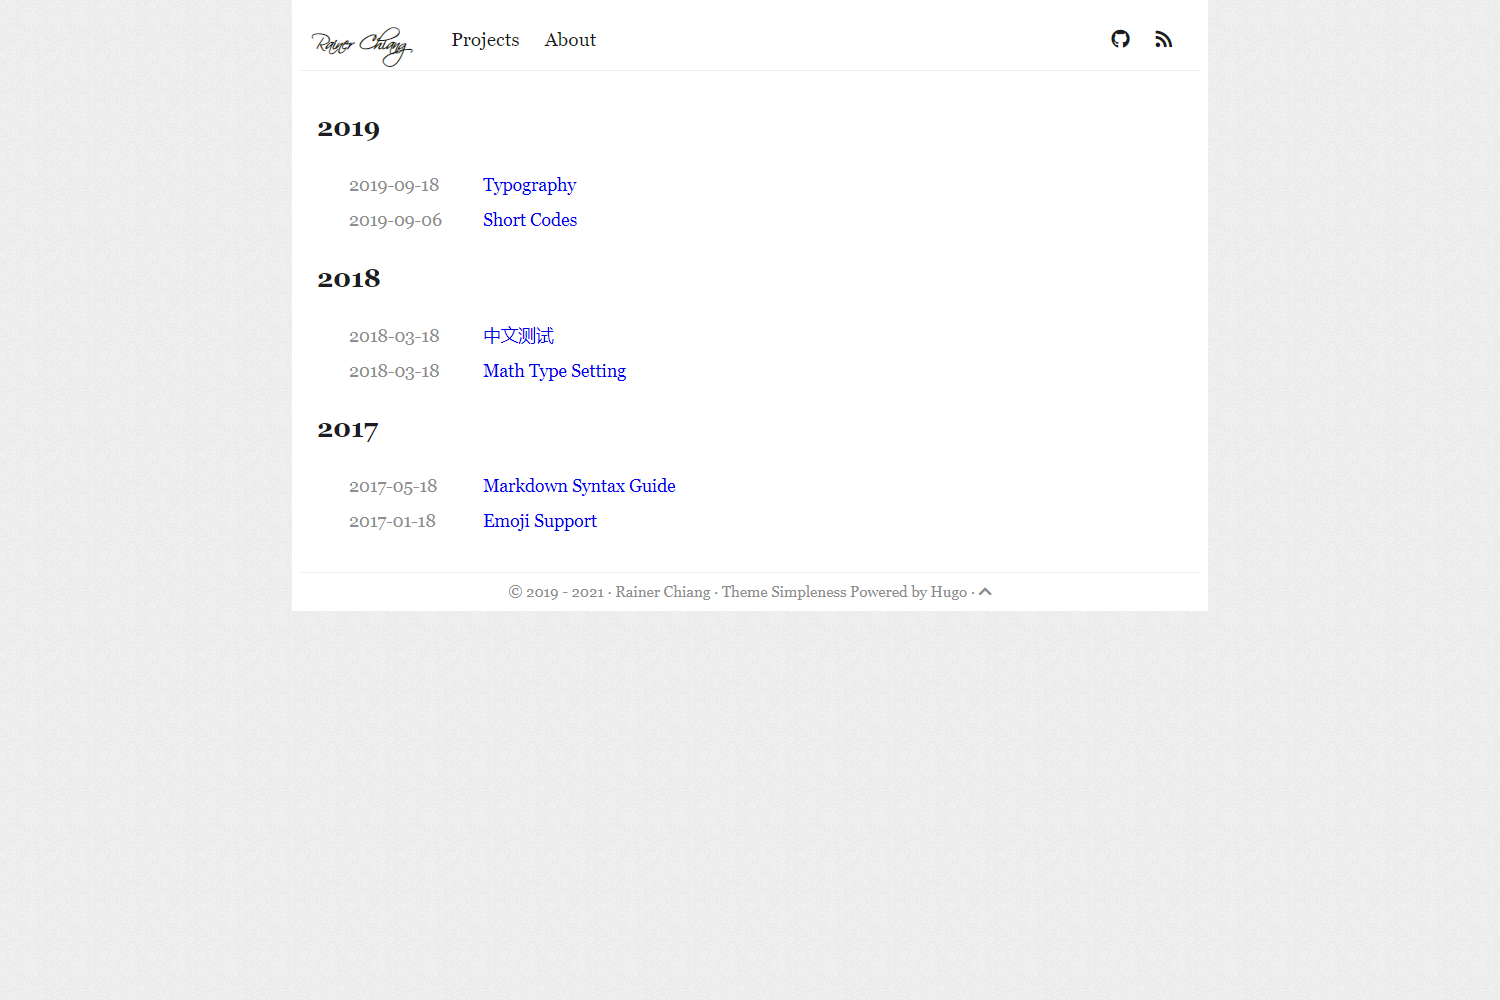 Rainer Chiang Projects About
2019
2019-09-18 Typography
2019-09-06 Short Codes
2018
2018-03-18 中文测试
2018-03-18 Math Type Setting
2017
2017-05-18 Markdown Syntax Guide
2017-01-18 Emoji Support
© 2019 - 2021 · Rainer Chiang · Theme Simpleness Powered by Hugo ·